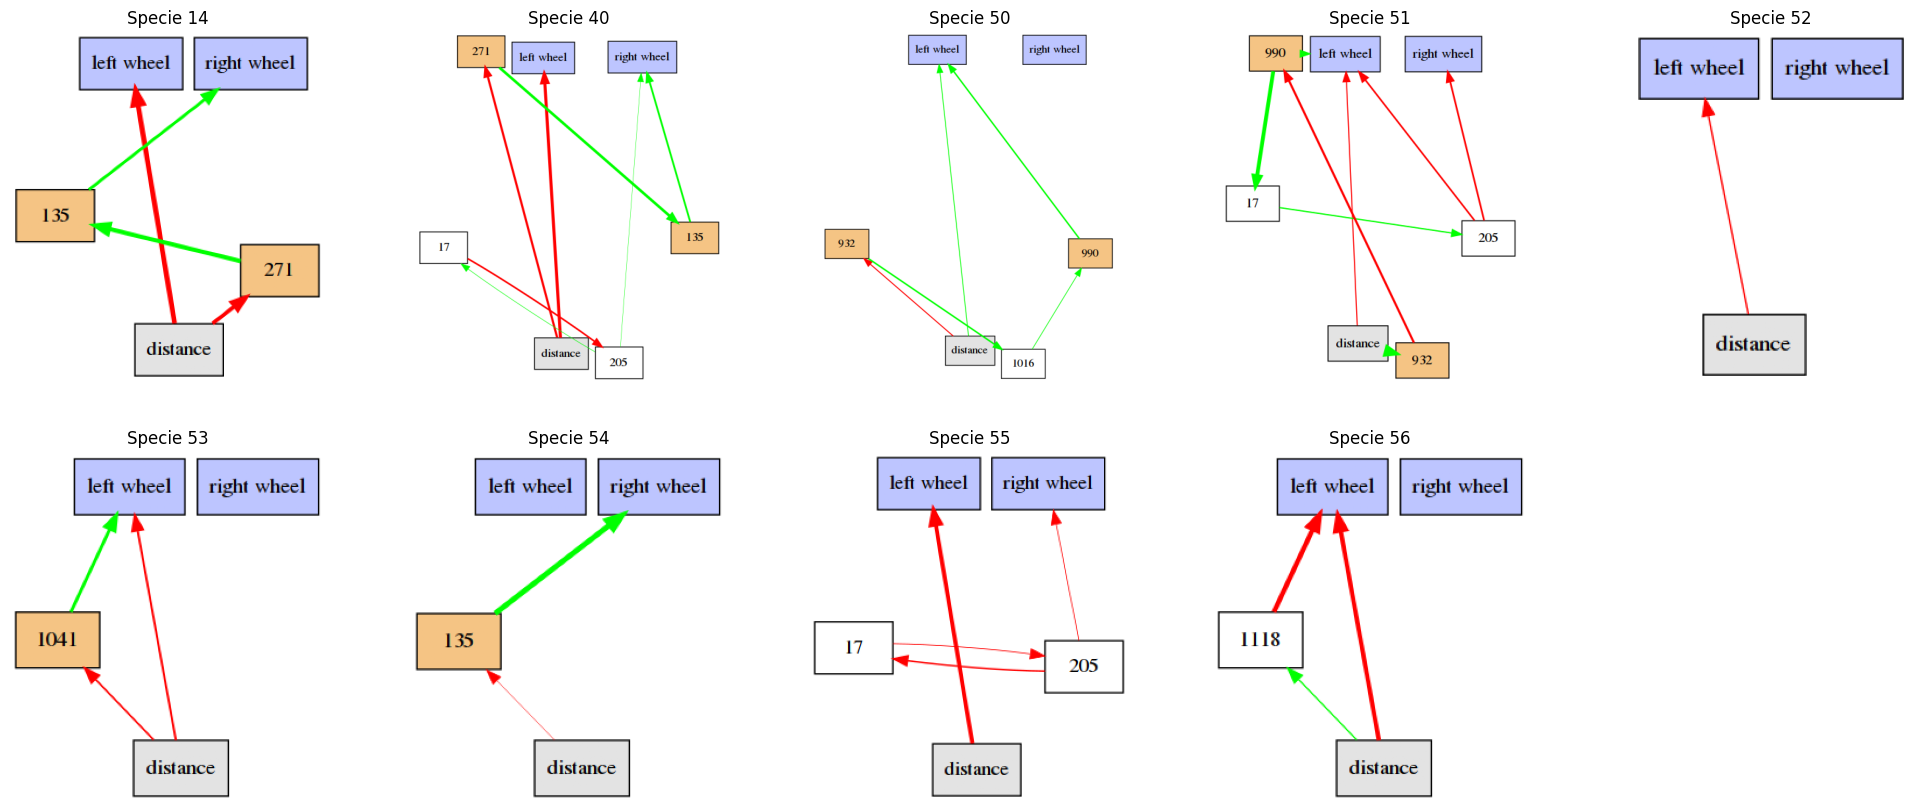 Specie 14
left wheel
right wheel
135
271
distance
Specie 40
271
left wheel
right wheel
135
17
distance
205
Specie 50
left wheel
right wheel
932
990
distance
1016
Specie 51
990
left wheel
right wheel
17
205
distance
932
Specie 52
left wheel
right wheel
distance
Specie 53
left wheel
right wheel
1041
distance
Specie 54
left wheel
right wheel
135
distance
Specie 55
left wheel
right wheel
17
205
distance
Specie 56
left wheel
right wheel
1118
distance